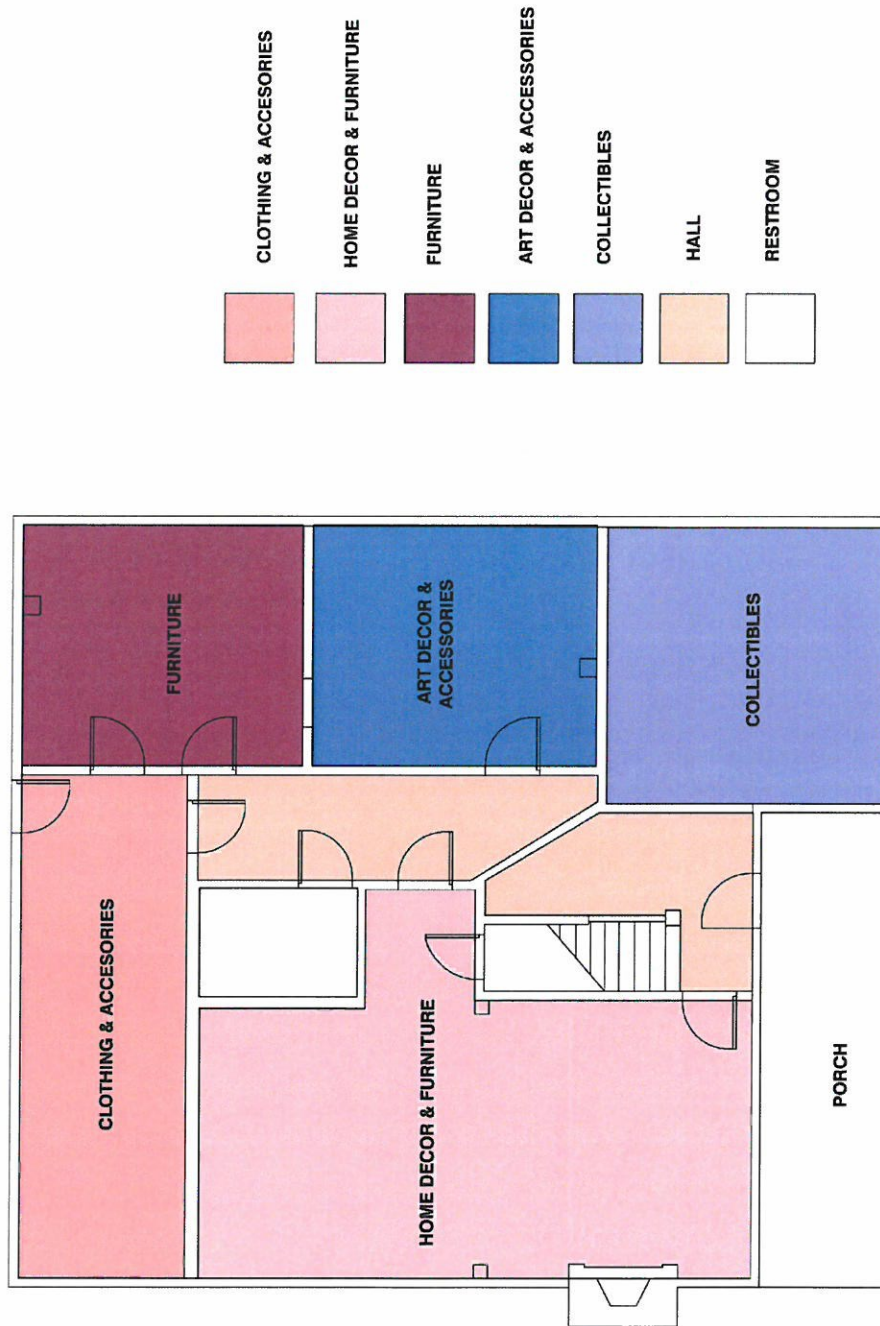 CLOTHING & ACCESORIES
HOME DECOR & FURNITURE
FURNITURE
ART DECOR & ACCESSORIES
COLLECTIBLES
HALL
RESTROOM
CLOTHING & ACCESORIES
FURNITURE
HOME DECOR & FURNITURE
ART DECOR &
ACCESSORIES
COLLECTIBLES
PORCH